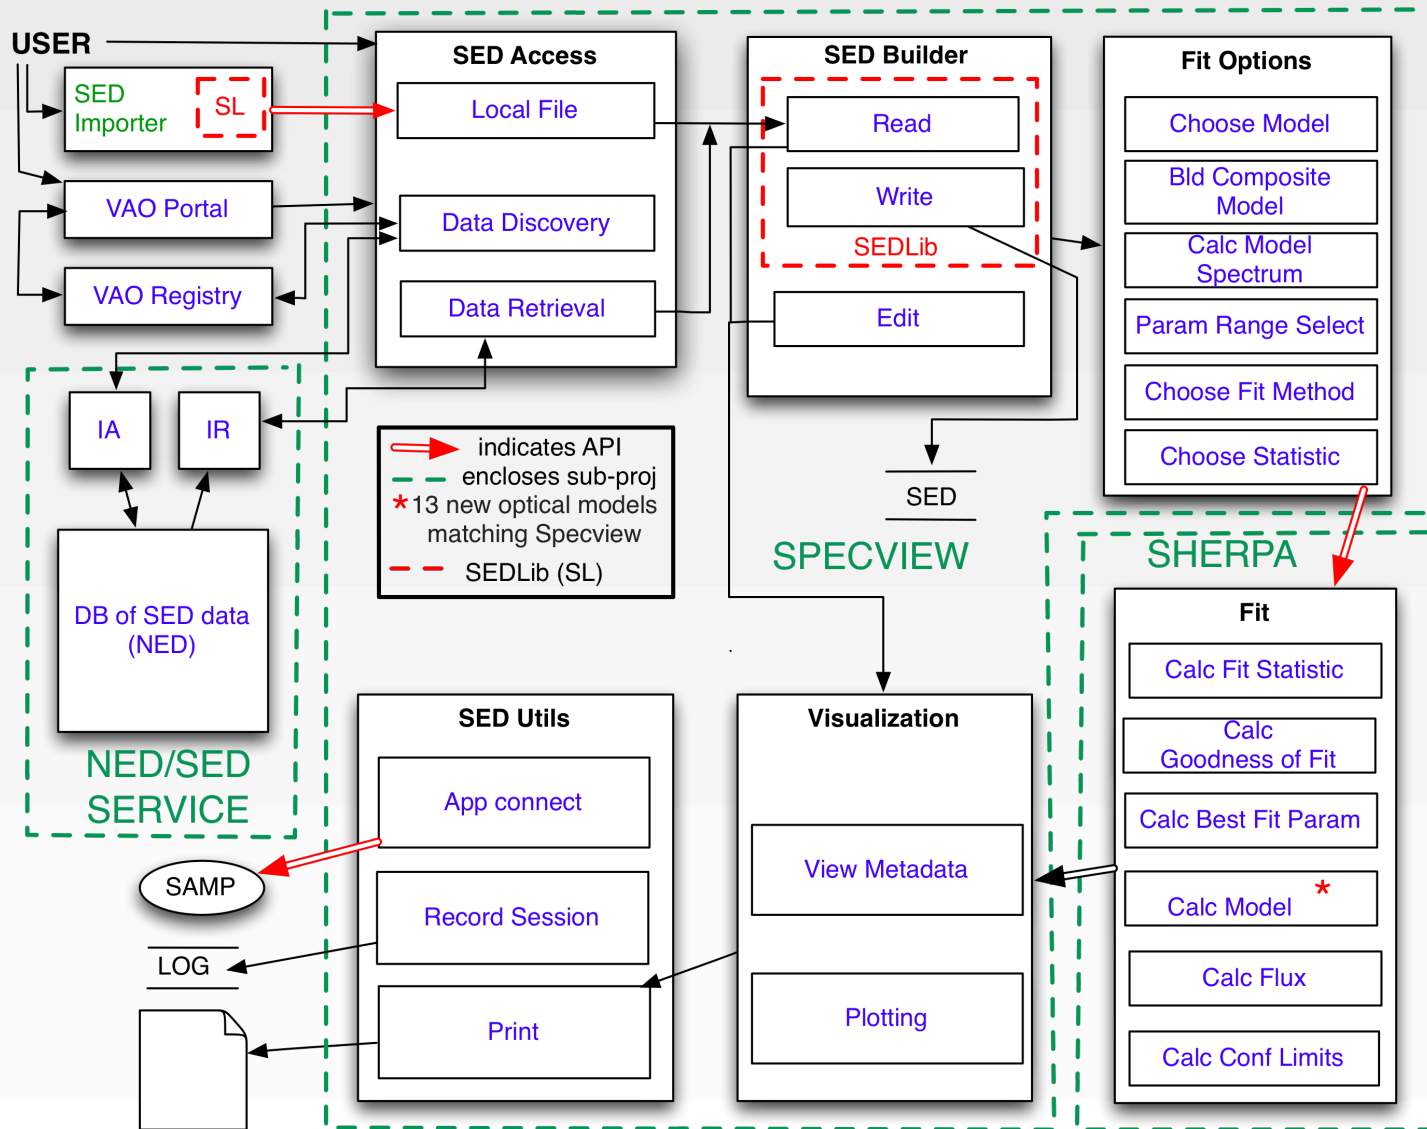 USER
SED
Importer
SL
VAO Portal
VAO Registry
SED Access
Local File
Data Discovery
Data Retrieval
SED Builder
Read
Write
SEDLib
Edit
Fit Options
Choose Model
Bld Composite
Model
Calc Model
Spectrum
Param Range Select
Choose Fit Method
Choose Statistic
IA
IR
DB of SED data
(NED)
NED/SED
SERVICE
indicates API
encloses sub-proj
*13 new optical models
matching Specview
SEDLib (SL)
SED
SPECVIEW
SHERPA
Fit
Calc Fit Statistic
Calc
Goodness of Fit
Calc Best Fit Param
Calc Model *
Calc Flux
Calc Conf Limits
SED Utils
App connect
Record Session
Print
Visualization
View Metadata
Plotting
SAMP
LOG